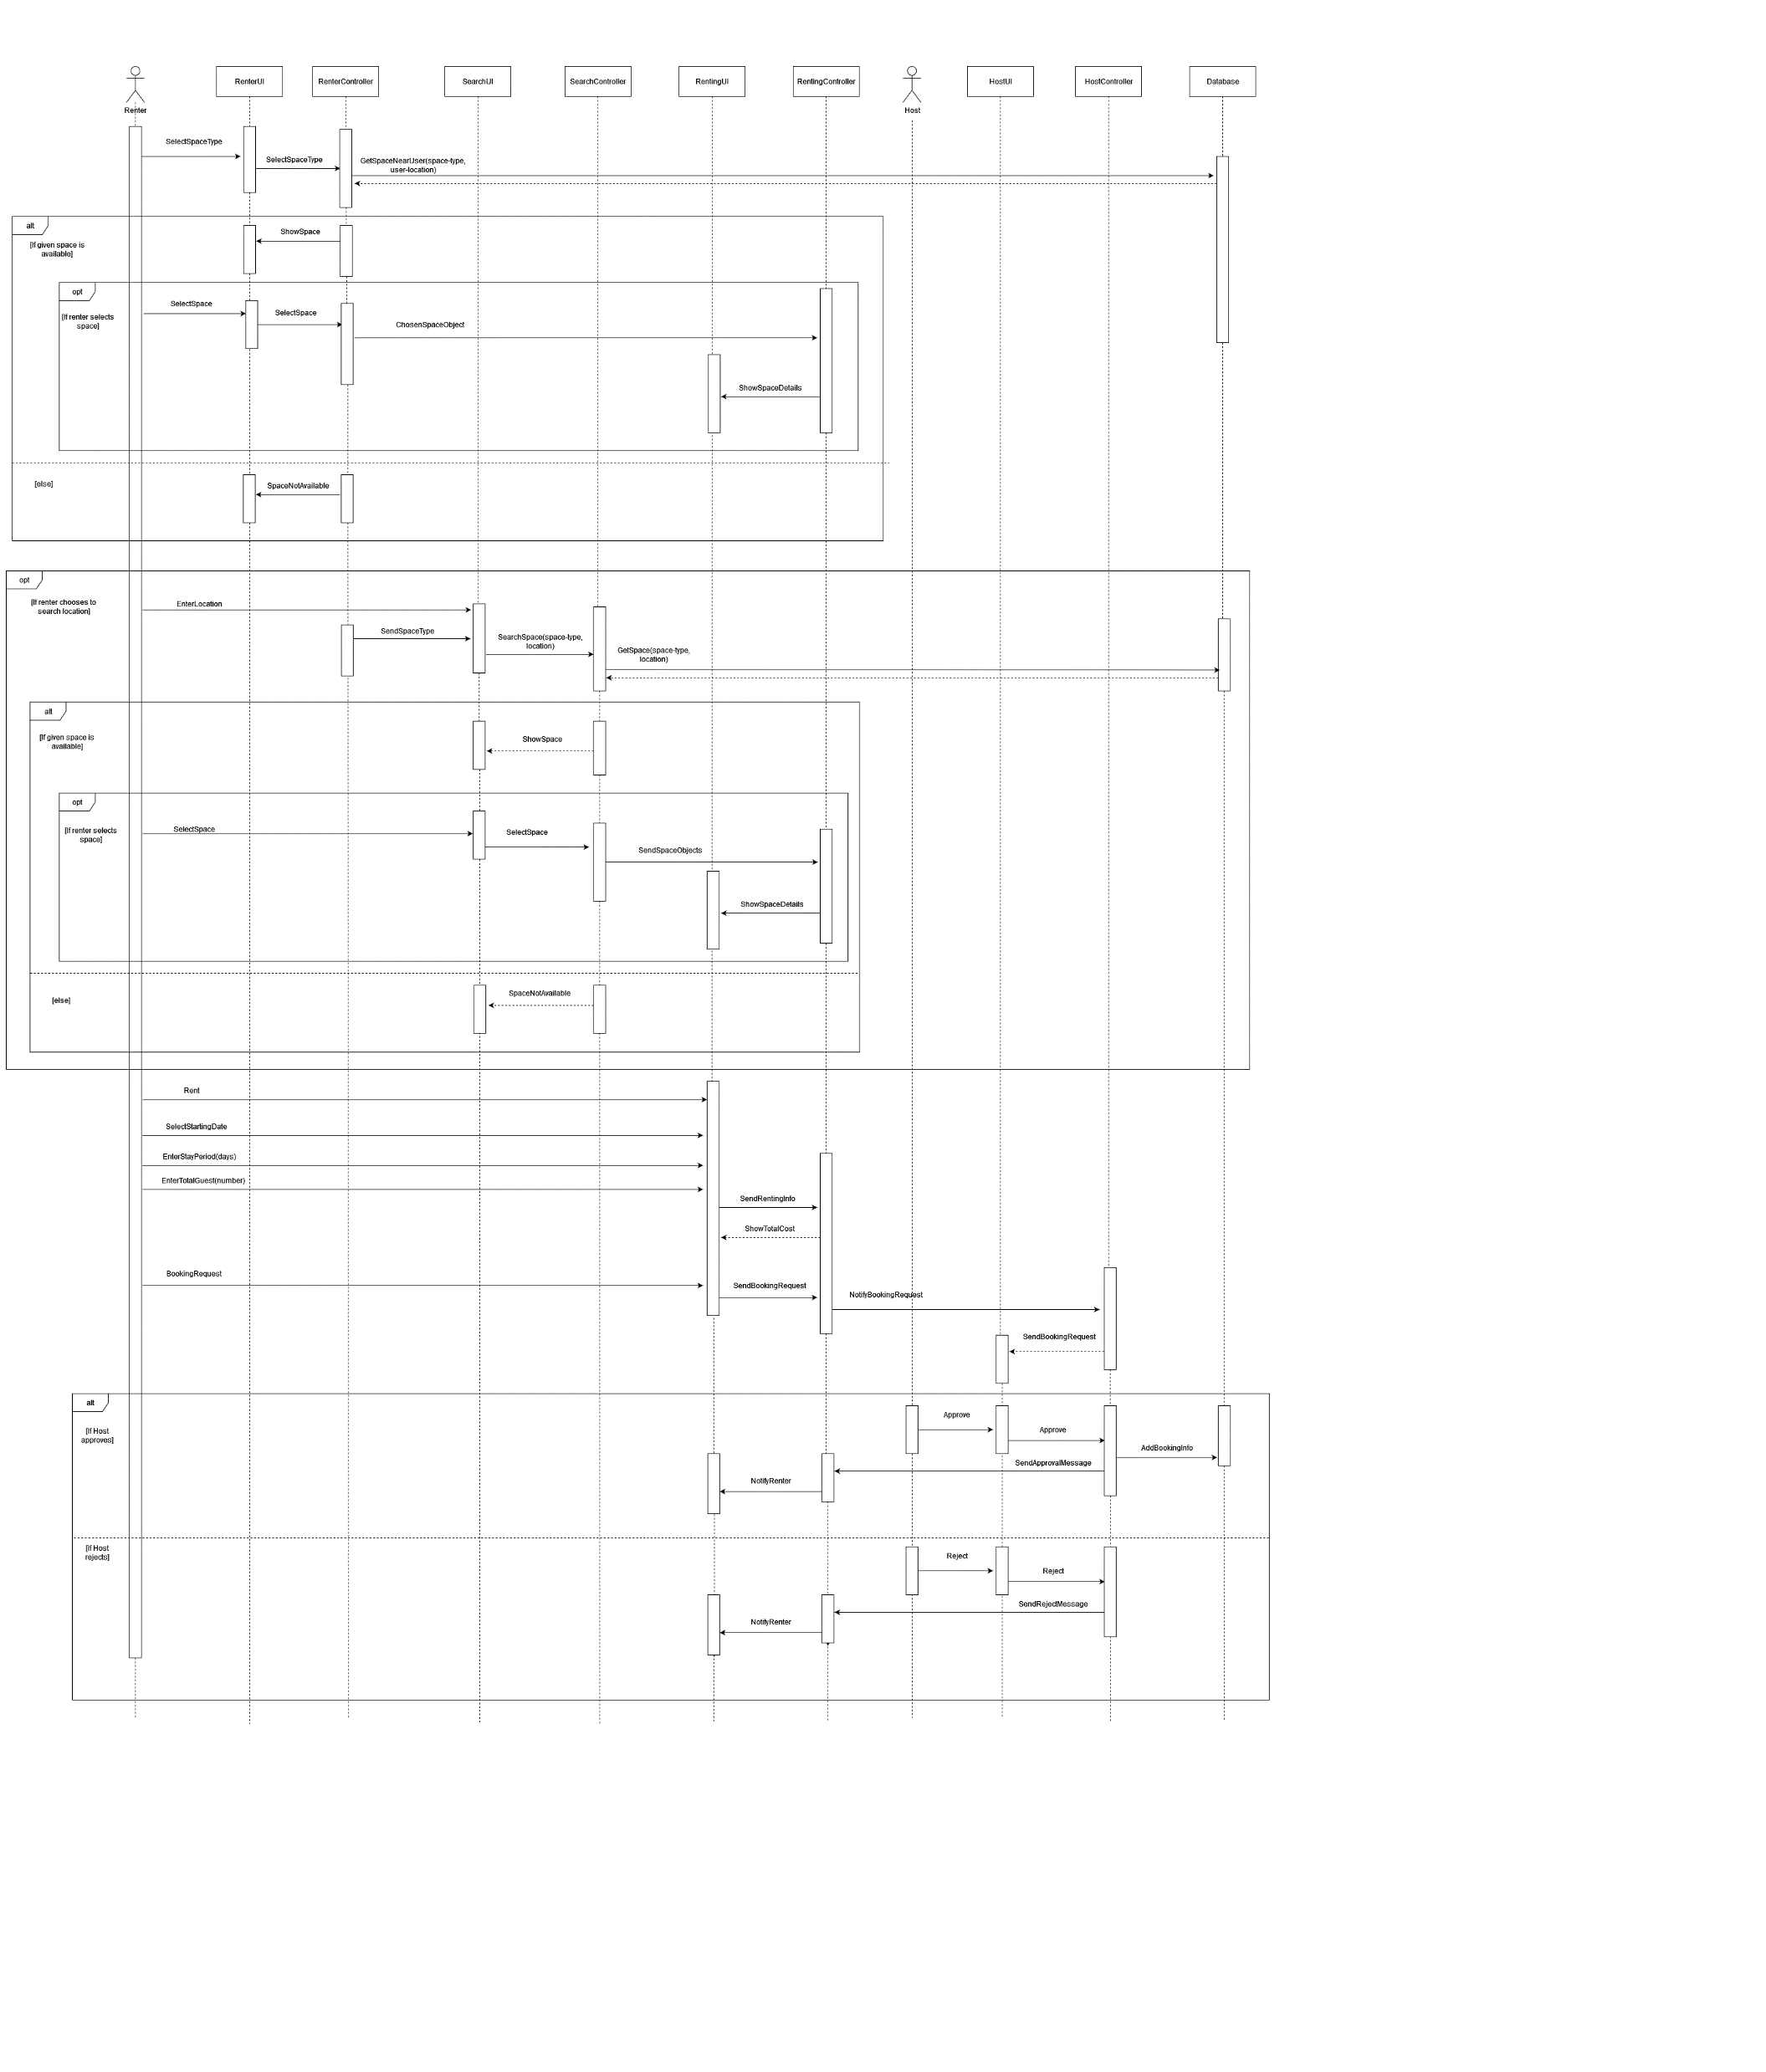 RenterUI
RenterController
SearchUI
SearchController
RentingUI
RentingController
HostUI
HostController
Database
Renter
Host
SelectSpaceType
SelectSpaceType
GetSpaceNearUser(space-type,
user-location)
alt
[If given space is
available]
ShowSpace
opt
[If renter selects
space]
SelectSpace
SelectSpace
ChosenSpaceObject
ShowSpaceDetails
[else]
SpaceNotAvailable
opt
[If renter chooses to
search location]
EnterLocation
SendSpaceType
SearchSpace(space-type,
location)
GetSpace(space-type,
location)
alt
[If given space is
available]
ShowSpace
opt
[If renter selects
space]
SelectSpace
SelectSpace
SendSpaceObjects
ShowSpaceDetails
[else]
SpaceNotAvailable
Rent
SelectStartingDate
EnterStayPeriod(days)
EnterTotalGuest(number)
SendRentingInfo
ShowTotalCost
BookingRequest
SendBookingRequest
NotifyBookingRequest
SendBookingRequest
alt
[If Host
approves]
Approve
Approve
AddBookingInfo
SendApprovalMessage
NotifyRenter
[If Host
rejects]
Reject
Reject
SendRejectMessage
NotifyRenter